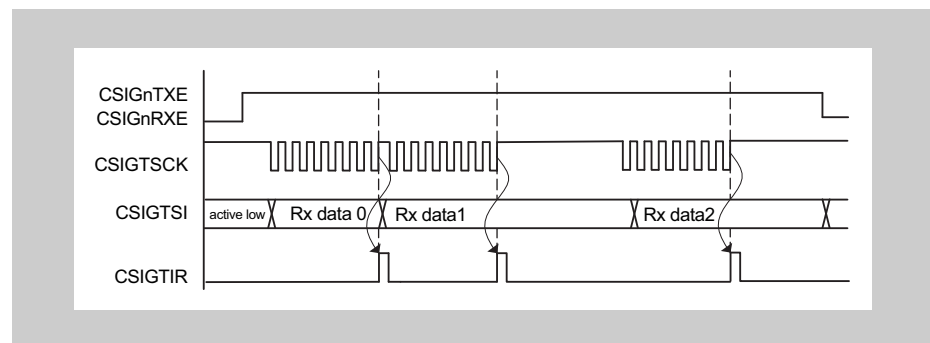 CSIGnTXE
CSIGnRXE
CSIGTSCK
CSIGTSI
active low
Rx data 0
Rx data1
Rx data2
CSIGTIR